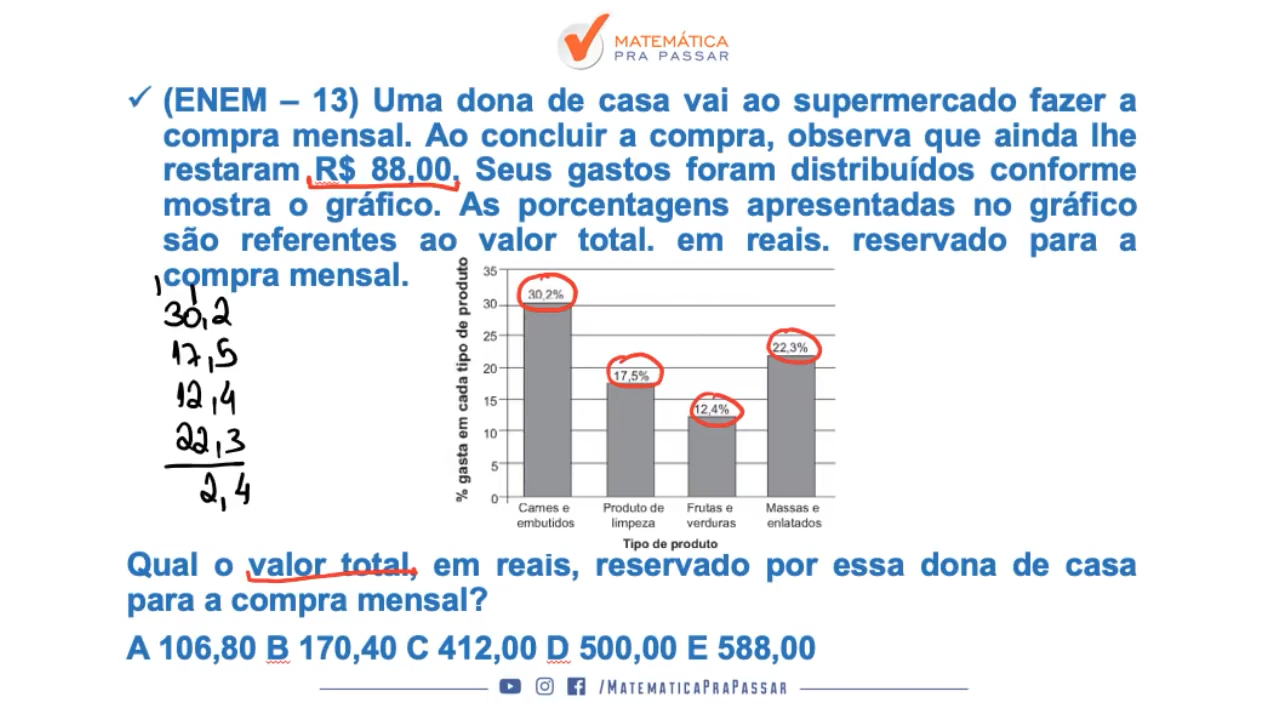 MATEMÁTICA
PRA PASSAR
✓ (ENEM – 13) Uma dona de casa vai ao supermercado fazer a
compra mensal. Ao concluir a compra, observa que ainda lhe
restaram R$ 88,00. Seus gastos foram distribuídos conforme
mostra o gráfico. As porcentagens apresentadas no gráfico
são referentes ao valor total. em reais. reservado para a
compra mensal.
1 1
30,2
17,5
12,4
22,3
2,4
% gasta em cada tipo de produto
35
30
25
20
15
10
5
0
30,2%
17,5%
12,4%
22,3%
Carnes e
embutidos
Produto de
limpeza
Frutas e
verduras
Massas e
enlatados
Tipo de produto
Qual o valor total, em reais, reservado por essa dona de casa
para a compra mensal?
A 106,80 B 170,40 C 412,00 D 500,00 E 588,00
/MatematicaPraPassar